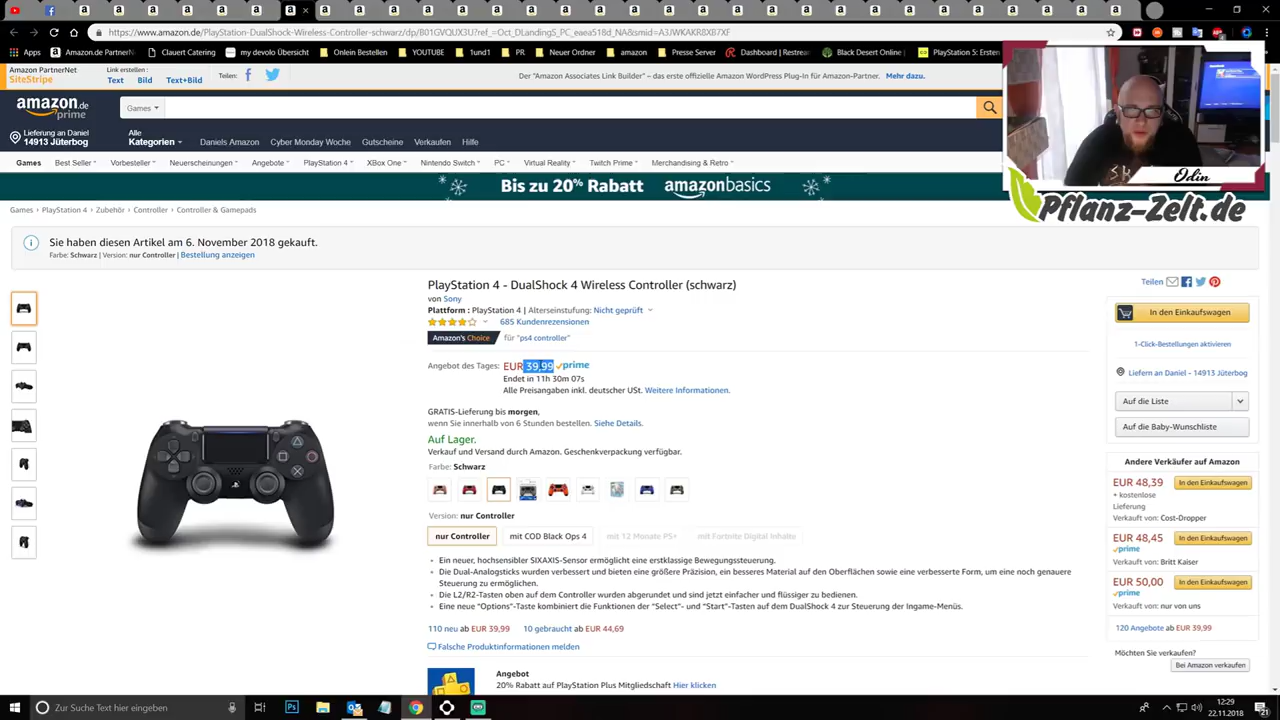 https://www.amazon.de/PlayStation-DualShock-Wireless-Controller-schwarz/dp/B01GVQUX3U?ref_=Oct_DLandingS_PC_eaea518d_NA&smid=A3JWKAKR8XB7XF
Apps Amazon.de PartnerN Clauert Catering my devolo Übersicht Onlein Bestellen YOUTUBE 1und1 PR Neuer Ordner amazon Presse Server Dashboard | Restrea Black Desert Online PlayStation 5: Ersten
Amazon PartnerNet
SiteStripe
Link erstellen:
Text Bild Text+Bild
Teilen:
Der "Amazon Associates Link Builder" – das erste offizielle Amazon WordPress Plug-In für Amazon-Partner. Mehr dazu.
amazon.de
prime
Games
Lieferung an Daniel
14913 Jüterbog
Alle
Kategorien
Daniels Amazon Cyber Monday Woche Gutscheine Verkaufen Hilfe
Games Best Seller Vorbesteller Neuerscheinungen Angebote PlayStation 4 XBox One Nintendo Switch PC Virtual Reality Twitch Prime Merchandising & Retro
Bis zu 20% Rabatt amazonbasics
Odin
Pflanz-Zelt.de
Games › PlayStation 4 › Zubehör › Controller › Controller & Gamepads
Sie haben diesen Artikel am 6. November 2018 gekauft.
Farbe: Schwarz | Version: nur Controller | Bestellung anzeigen
PlayStation 4 - DualShock 4 Wireless Controller (schwarz)
von Sony
Plattform : PlayStation 4 | Alterseinstufung: Nicht geprüft
685 Kundenrezensionen
Amazon's Choice für "ps4 controller"
Angebot des Tages: EUR 39,99 prime
Endet in 11h 30m 07s
Alle Preisangaben inkl. deutscher USt. Weitere Informationen.
GRATIS-Lieferung bis morgen,
wenn Sie innerhalb von 6 Stunden bestellen. Siehe Details.
Auf Lager.
Verkauf und Versand durch Amazon. Geschenkverpackung verfügbar.
Farbe: Schwarz
Version: nur Controller
nur Controller mit COD Black Ops 4 mit 12 Monate PS+ mit Fortnite Digital Inhalte
Ein neuer, hochsensibler SIXAXIS-Sensor ermöglicht eine erstklassige Bewegungssteuerung.
Die Dual-Analogsticks wurden verbessert und bieten eine größere Präzision, ein besseres Material auf den Oberflächen sowie eine verbesserte Form, um eine noch genauere
Steuerung zu ermöglichen.
Die L2/R2-Tasten oben auf dem Controller wurden abgerundet und sind jetzt einfacher und flüssiger zu bedienen.
Eine neue "Options"-Taste kombiniert die Funktionen der "Select"- und "Start"-Tasten auf dem DualShock 4 zur Steuerung der Ingame-Menüs.
110 neu ab EUR 39,99 10 gebraucht ab EUR 44,69
Falsche Produktinformationen melden
Angebot
20% Rabatt auf PlayStation Plus Mitgliedschaft Hier klicken
Teilen
In den Einkaufswagen
1-Click-Bestellungen aktivieren
Liefern an Daniel - 14913 Jüterbog
Auf die Liste
Auf die Baby-Wunschliste
Andere Verkäufer auf Amazon
EUR 48,39 In den Einkaufswagen
+ kostenlose
Lieferung
Verkauft von: Cost-Dropper
EUR 48,45 In den Einkaufswagen
prime
Verkauft von: Britt Kaiser
EUR 50,00 In den Einkaufswagen
prime
Verkauft von: nur von uns
120 Angebote ab EUR 39,99
Möchten Sie verkaufen?
Bei Amazon verkaufen
Zur Suche Text hier eingeben
12:29
22.11.2018
21